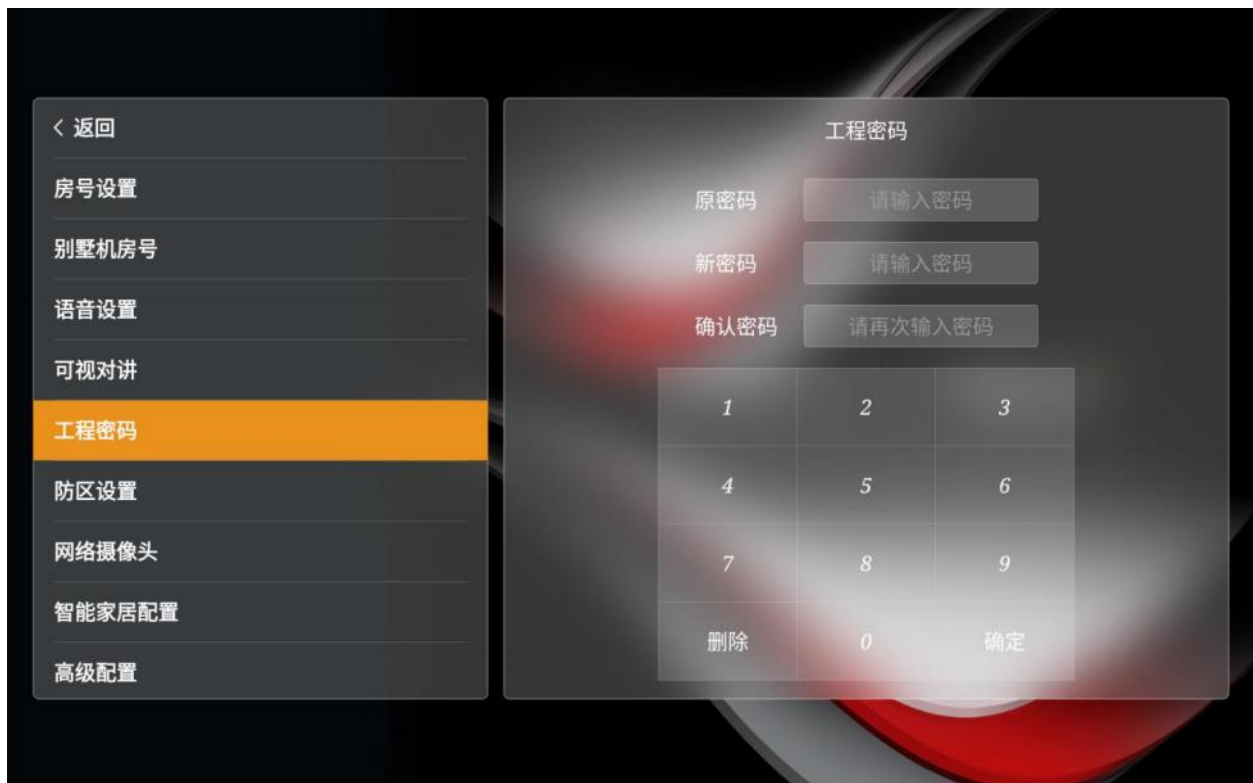 返回
房号设置
别墅机房号
语音设置
可视对讲
工程密码
防区设置
网络摄像头
智能家居配置
高级配置
工程密码
原密码 请输入密码
新密码 请输入密码
确认密码 请再次输入密码
1 2 3
4 5 6
7 8 9
删除 0 确定